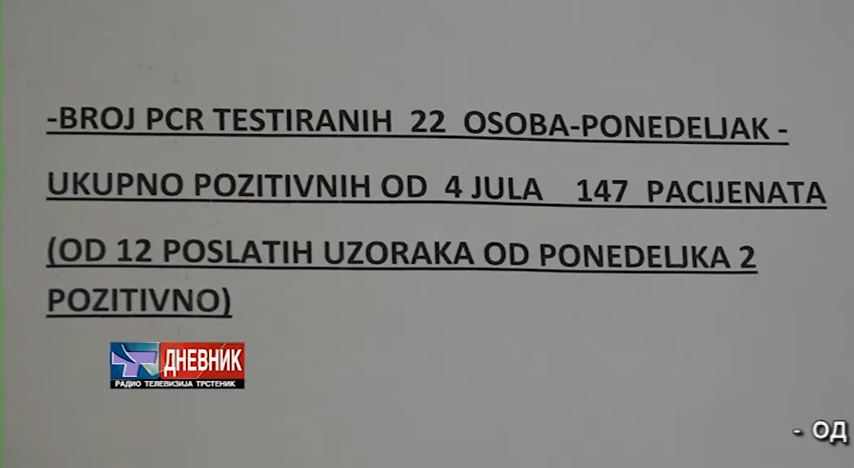 -BROJ PCR TESTIRANIH 22 OSOBA-PONEDELJAK -
UKUPNO POZITIVNIH OD 4 JULA 147 PACIJENATA
(OD 12 POSLATIH UZORAKA OD PONEDELJKA 2
POZITIVNO)
ДНЕВНИК
РАДИО ТЕЛЕВИЗИЈА ТРСТЕНИК
- ОД